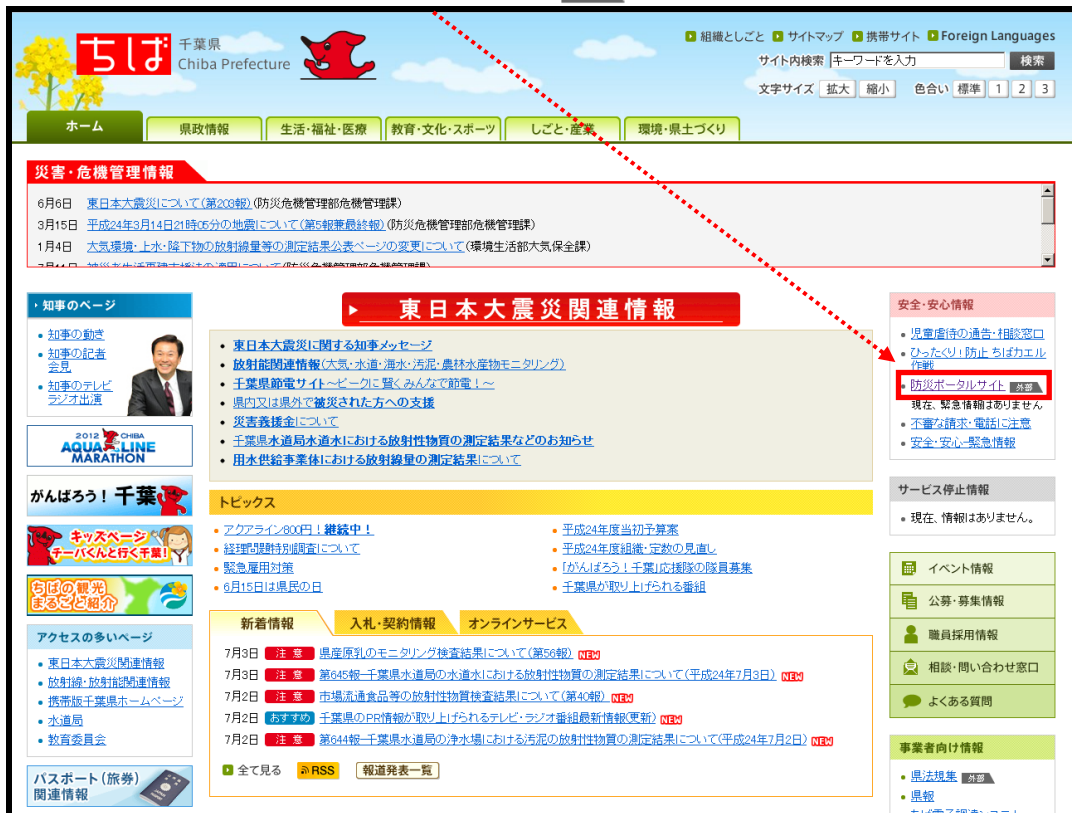 ちば
千葉県
Chiba Prefecture
組織としごと サイトマップ 携帯サイト Foreign Languages
サイト内検索 キーワードを入力 検索
文字サイズ 拡大 縮小 色合い 標準 1 2 3
ホーム 県政情報 生活・福祉・医療 教育・文化・スポーツ しごと・産業 環境・県土づくり
災害・危機管理情報
6月6日 東日本大震災について(第208報)(防災危機管理部危機管理課)
3月15日 平成24年3月14日21時05分の地震について(第5報兼最終報)(防災危機管理部危機管理課)
1月4日 大気環境・上水・降下物の放射線量等の測定結果公表ページの変更について(環境生活部大気保全課)
知事のページ
・知事の動き
・知事の記者
会見
・知事のテレビ
ラジオ出演
2012 CHIBA
AQUA LINE
MARATHON
がんばろう!千葉
キッズページ
チーバくんと行く千葉!
ちばの観光
まるごと紹介
アクセスの多いページ
・東日本大震災関連情報
・放射線・放射能関連情報
・携帯版千葉県ホームページ
・水道局
・教育委員会
パスポート(旅券)
関連情報
東日本大震災関連情報
・東日本大震災に関する知事メッセージ
・放射能関連情報(大気・水道・海水・汚泥・農林水産物モニタリング)
・千葉県節電サイト~ピークに賢くみんなで節電!~
・県内又は県外で被災された方への支援
・災害義援金について
・千葉県水道局水道水における放射性物質の測定結果などのお知らせ
・用水供給事業体における放射線量の測定結果について
トピックス
・アクアライン800円!継続中!
・経理問題特別調査について
・緊急雇用対策
・6月15日は県民の日
・平成24年度当初予算案
・平成24年度組織・定数の見直し
・「がんばろう!千葉」応援隊の隊員募集
・千葉県が取り上げられる番組
新着情報 入札・契約情報 オンラインサービス
7月3日 注意 県産原乳のモニタリング検査結果について(第56報) NEW
7月3日 注意 第645報-千葉県水道局の水道水における放射性物質の測定結果について(平成24年7月3日) NEW
7月2日 注意 市場流通食品等の放射性物質検査結果について(第40報) NEW
7月2日 おすすめ 千葉県のPR情報が取り上げられるテレビ・ラジオ番組最新情報(更新) NEW
7月2日 注意 第644報-千葉県水道局の浄水場における汚泥の放射性物質の測定結果について(平成24年7月2日) NEW
全て見る RSS 報道発表一覧
安全・安心情報
・児童虐待の通告・相談窓口
・ひったくり!防止 ちばカエル
作戦
・防災ポータルサイト 外部
現在、緊急情報はありません
・不審な請求・電話に注意
・安全・安心-緊急情報
サービス停止情報
・現在、情報はありません。
イベント情報
公募・募集情報
職員採用情報
相談・問い合わせ窓口
よくある質問
事業者向け情報
・県法規集 外部
・県報